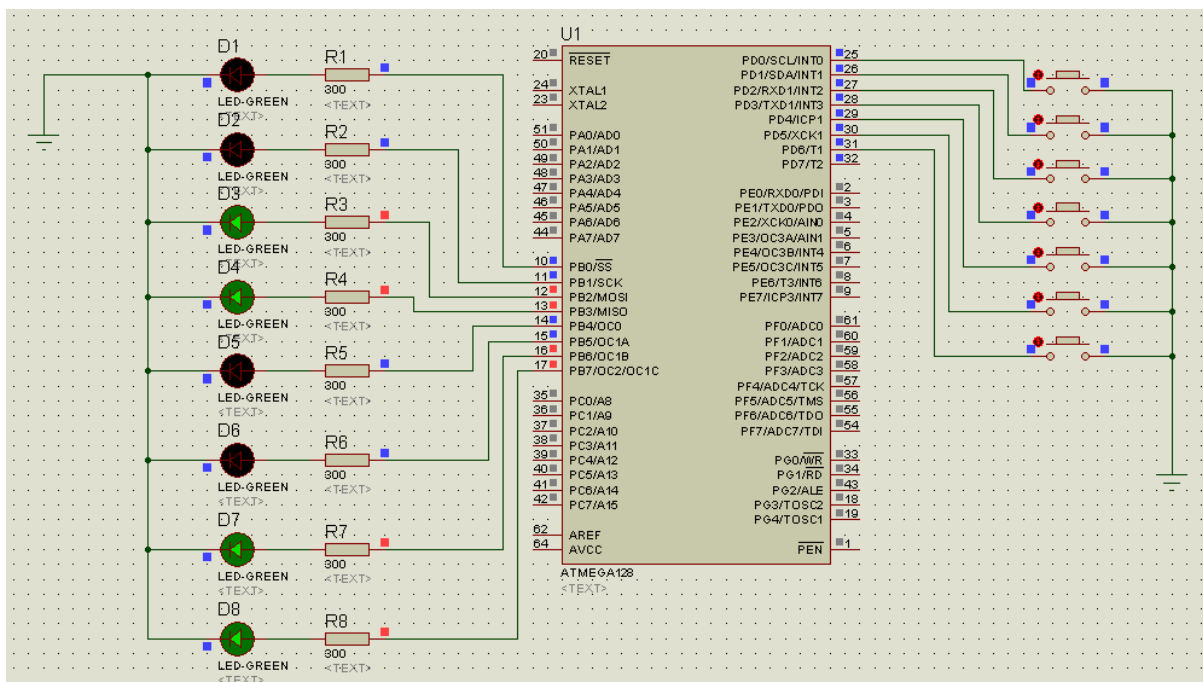 D1
LED-GREEN
<TEXT>
R1
300
<TEXT>
D2
LED-GREEN
<TEXT>
R2
300
<TEXT>
D3
LED-GREEN
<TEXT>
R3
300
<TEXT>
D4
LED-GREEN
<TEXT>
R4
300
<TEXT>
D5
LED-GREEN
<TEXT>
R5
300
<TEXT>
D6
LED-GREEN
<TEXT>
R6
300
<TEXT>
D7
LED-GREEN
<TEXT>
R7
300
<TEXT>
D8
LED-GREEN
<TEXT>
R8
300
<TEXT>
U1
20 RESET
24 XTAL1
23 XTAL2
51 PA0/AD0
50 PA1/AD1
49 PA2/AD2
48 PA3/AD3
47 PA4/AD4
46 PA5/AD5
45 PA6/AD6
44 PA7/AD7
10 PB0/SS
11 PB1/SCK
12 PB2/MOSI
13 PB3/MISO
14 PB4/OC0
15 PB5/OC1A
16 PB6/OC1B
17 PB7/OC2/OC1C
35 PC0/A8
36 PC1/A9
37 PC2/A10
38 PC3/A11
39 PC4/A12
40 PC5/A13
41 PC6/A14
42 PC7/A15
62 AREF
64 AVCC
PD0/SCL/INT0 25
PD1/SDA/INT1 26
PD2/RXD1/INT2 27
PD3/TXD1/INT3 28
PD4/ICP1 29
PD5/XCK1 30
PD6/T1 31
PD7/T2 32
PE0/RXD0/PDI 2
PE1/TXD0/PDO 3
PE2/XCK0/AIN0 4
PE3/OC3A/AIN1 5
PE4/OC3B/INT4 6
PE5/OC3C/INT5 7
PE6/T3/INT6 8
PE7/ICP3/INT7 9
PF0/ADC0 61
PF1/ADC1 60
PF2/ADC2 59
PF3/ADC3 58
PF4/ADC4/TCK 57
PF5/ADC5/TMS 56
PF6/ADC6/TDO 55
PF7/ADC7/TDI 54
PG0/WR 33
PG1/RD 34
PG2/ALE 43
PG3/TOSC2 18
PG4/TOSC1 19
PEN 1
ATMEGA128
<TEXT>